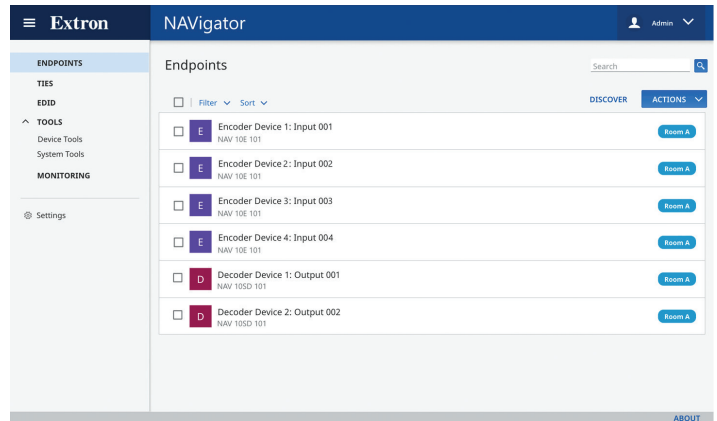 Extron
NAVigator
Admin
ENDPOINTS
TIES
EDID
TOOLS
Device Tools
System Tools
MONITORING
Settings
Endpoints
Search
Filter
Sort
DISCOVER
ACTIONS
E
Encoder Device 1: Input 001
NAV 10E 101
Room A
E
Encoder Device 2: Input 002
NAV 10E 101
Room A
E
Encoder Device 3: Input 003
NAV 10E 101
Room A
E
Encoder Device 4: Input 004
NAV 10E 101
Room A
D
Decoder Device 1: Output 001
NAV 10SD 101
Room A
D
Decoder Device 2: Output 002
NAV 10SD 101
Room A
ABOUT